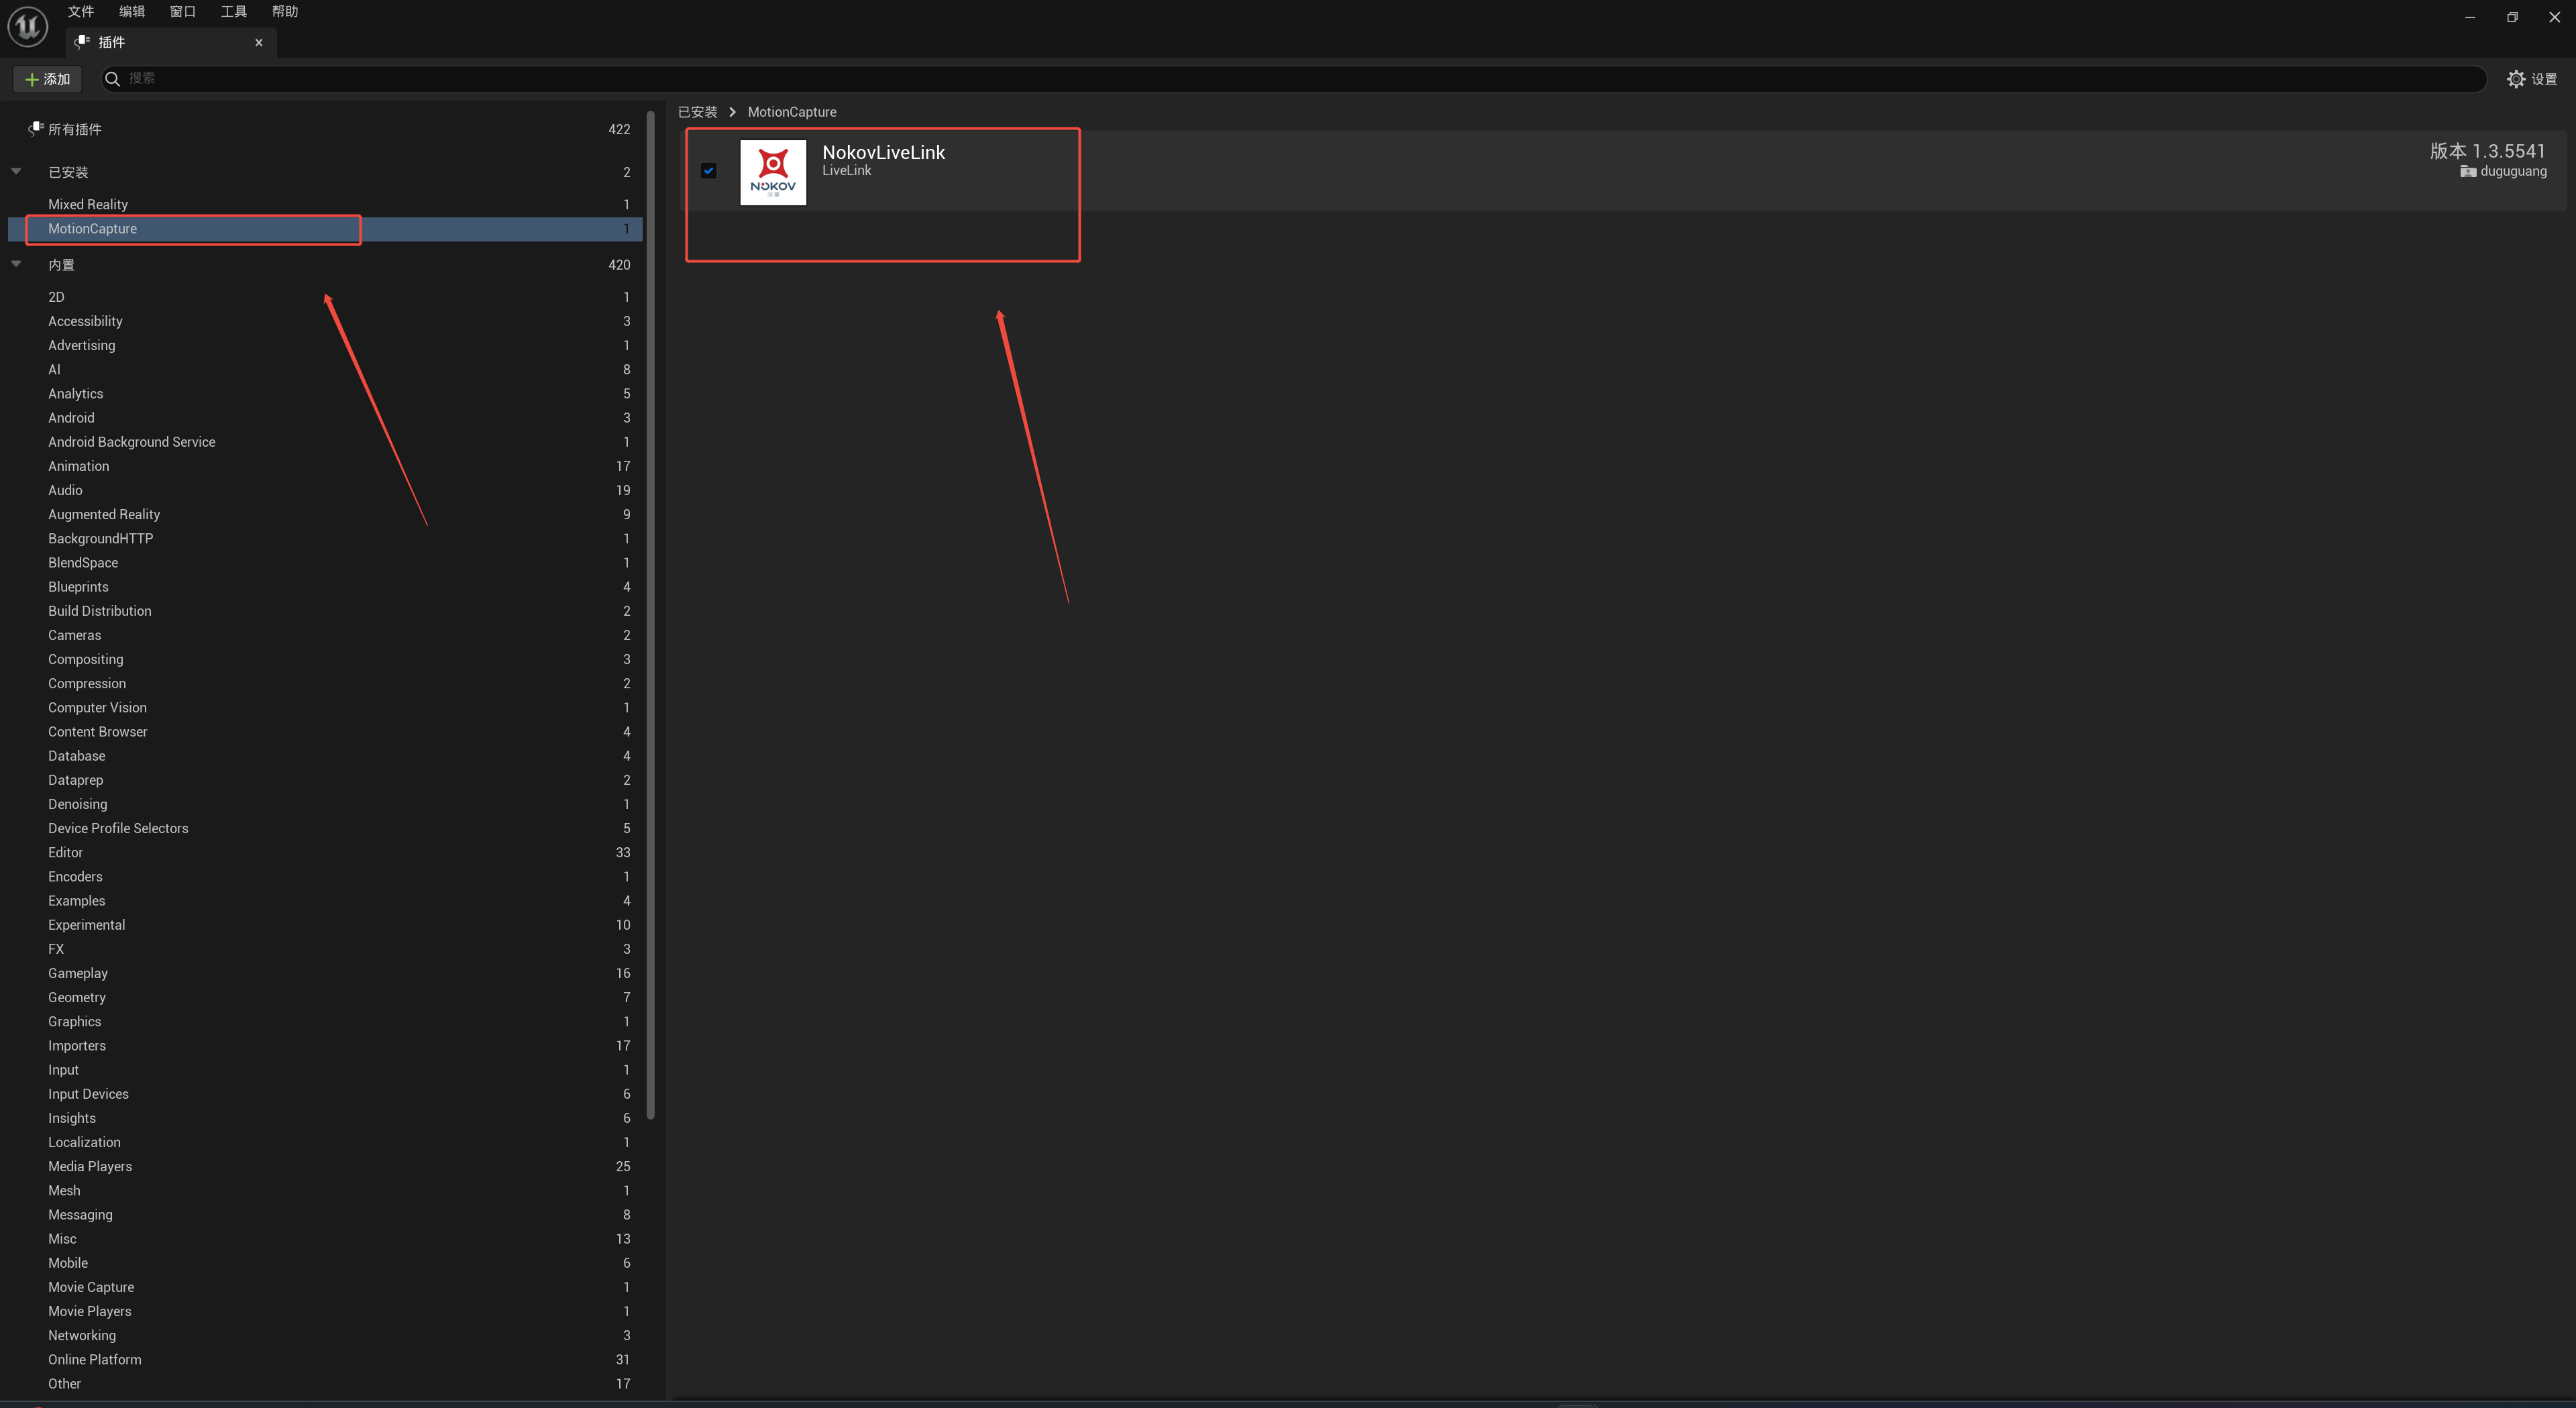 文件 编辑 窗口 工具 帮助
插件
添加 搜索 设置
所有插件 422
已安装 2
Mixed Reality 1
MotionCapture 1
内置 420
2D 1
Accessibility 3
Advertising 1
AI 8
Analytics 5
Android 3
Android Background Service 1
Animation 17
Audio 19
Augmented Reality 9
BackgroundHTTP 1
BlendSpace 1
Blueprints 4
Build Distribution 2
Cameras 2
Compositing 3
Compression 2
Computer Vision 1
Content Browser 4
Database 4
Dataprep 2
Denoising 1
Device Profile Selectors 5
Editor 33
Encoders 1
Examples 4
Experimental 10
FX 3
Gameplay 16
Geometry 7
Graphics 1
Importers 17
Input 1
Input Devices 6
Insights 6
Localization 1
Media Players 25
Mesh 1
Messaging 8
Misc 13
Mobile 6
Movie Capture 1
Movie Players 1
Networking 3
Online Platform 31
Other 17
已安装 > MotionCapture
NOKOV
NokovLiveLink
LiveLink
版本 1.3.5541
duguguang